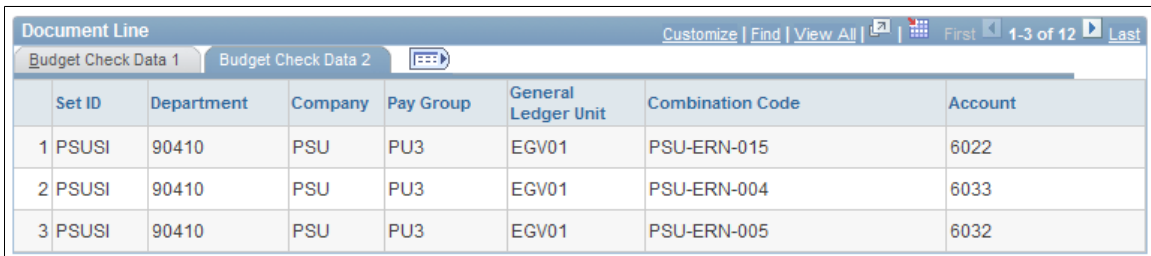 Document Line Customize | Find | View All | | First 1-3 of 12 Last
Budget Check Data 1 Budget Check Data 2
Set ID Department Company Pay Group General Ledger Unit Combination Code Account
1 PSUSI 90410 PSU PU3 EGV01 PSU-ERN-015 6022
2 PSUSI 90410 PSU PU3 EGV01 PSU-ERN-004 6033
3 PSUSI 90410 PSU PU3 EGV01 PSU-ERN-005 6032